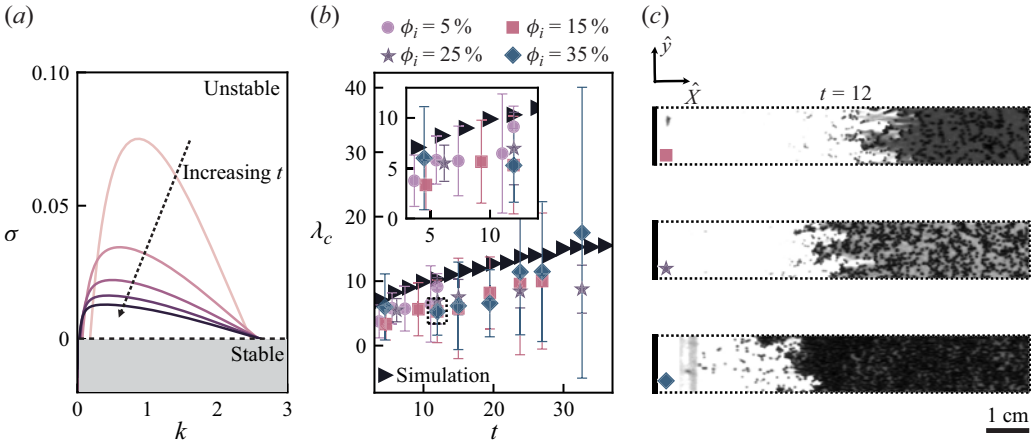 (a)
0.10
0.05
0
σ
Unstable
Increasing t
Stable
0 1 2 3
k
(b)
ϕᵢ = 5 % ϕᵢ = 15 %
ϕᵢ = 25 % ϕᵢ = 35 %
40
30
20
10
0
λc
10
5
0
5 10
Simulation
10 20 30
t
(c)
ŷ
X̂
t = 12
1 cm